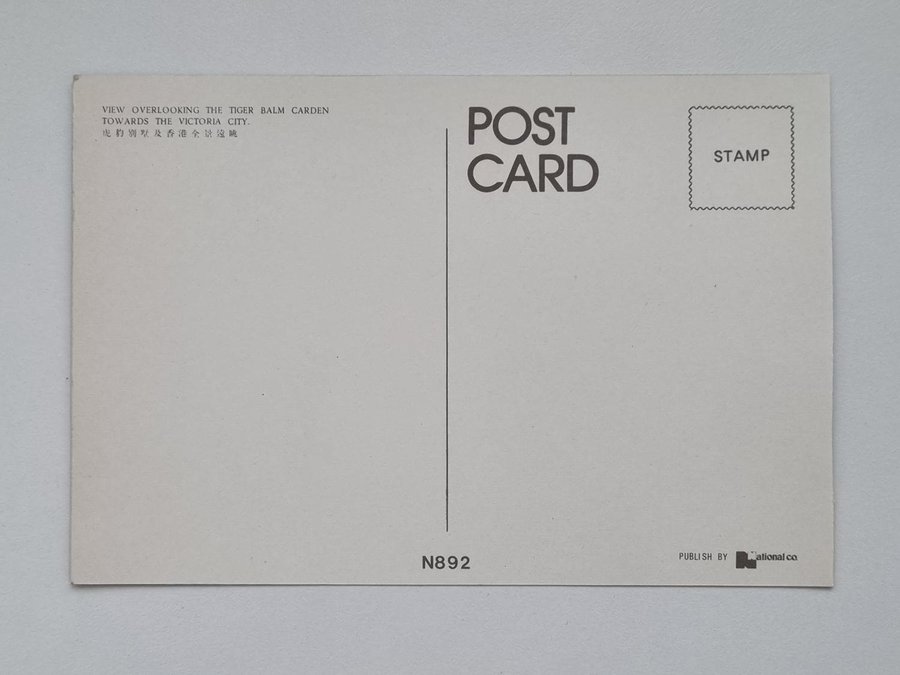 VIEW OVERLOOKING THE TIGER BALM CARDEN
TOWARDS THE VICTORIA CITY.
虎豹別墅及香港全景遠眺
POST
CARD
STAMP
N892
PUBLISH BY National co.